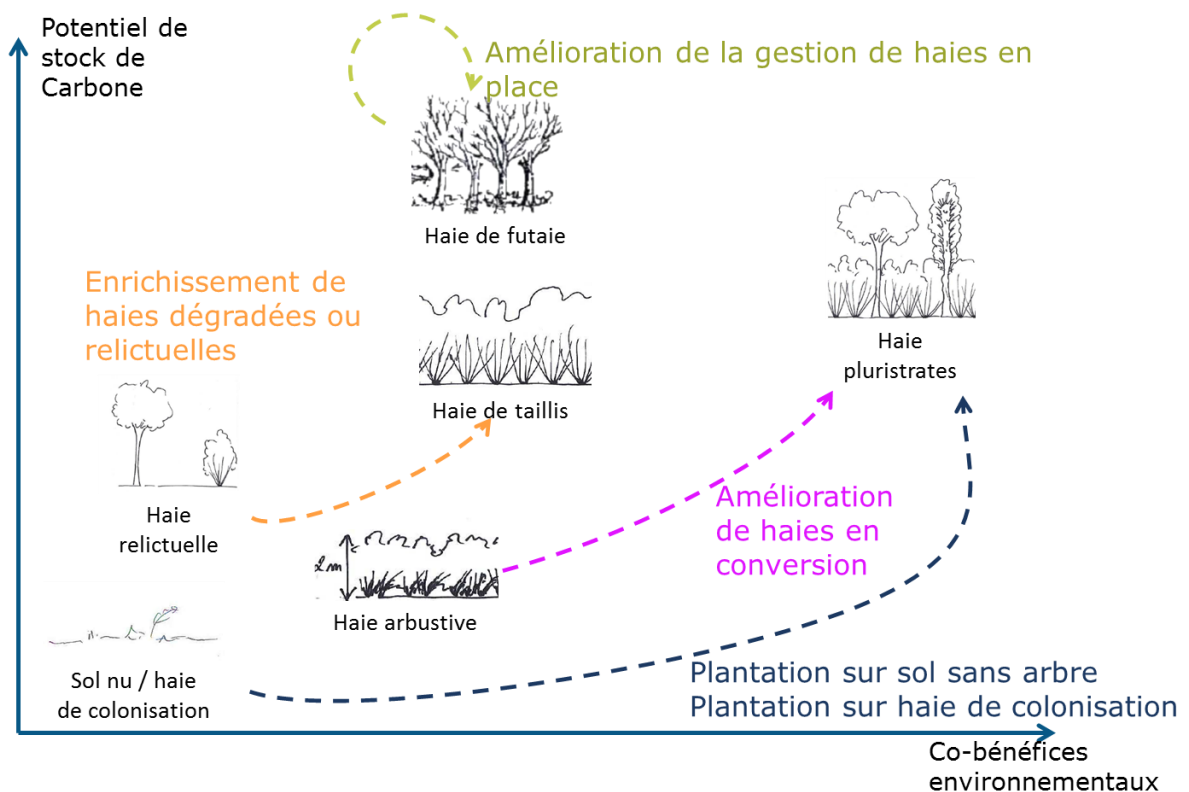 Potentiel de
stock de
Carbone
Amélioration de la gestion de haies en
place
Haie de futaie
Enrichissement de
haies dégradées ou
relictuelles
Haie de taillis
Haie
pluristrates
Haie
relictuelle
Amélioration
de haies en
conversion
2m
Haie arbustive
Sol nu / haie
de colonisation
Plantation sur sol sans arbre
Plantation sur haie de colonisation
Co-bénéfices
environnementaux